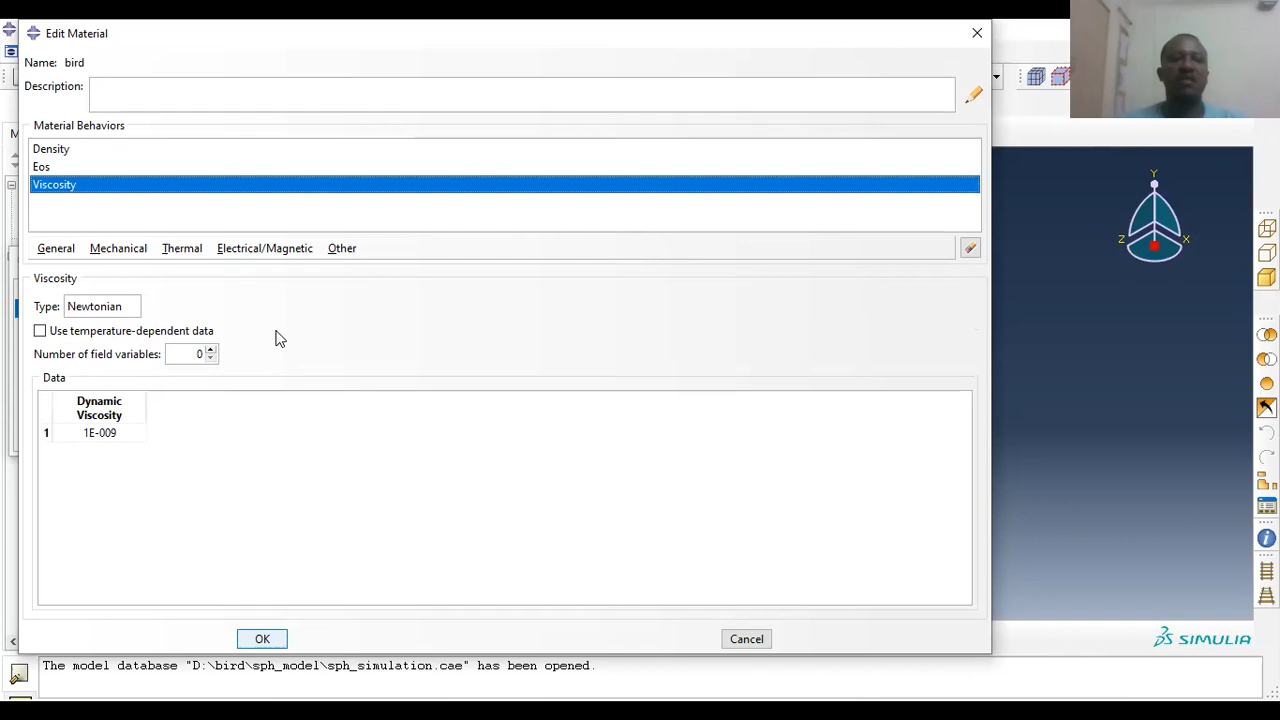 Edit Material
Name: bird
Description:
Material Behaviors
Density
Eos
Viscosity
General Mechanical Thermal Electrical/Magnetic Other
Viscosity
Type: Newtonian
Use temperature-dependent data
Number of field variables: 0
Data
Dynamic
Viscosity
1 1E-009
OK Cancel
M
Y
Z X
SIMULIA
The model database "D:\bird\sph_model\sph_simulation.cae" has been opened.